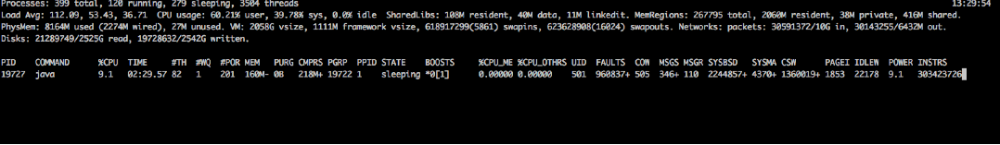 Processes: 399 total, 120 running, 279 sleeping, 3504 threads 13:29:54
Load Avg: 112.09, 53.43, 36.71 CPU usage: 60.21% user, 39.78% sys, 0.0% idle SharedLibs: 108M resident, 40M data, 11M linkedit. MemRegions: 267795 total, 2060M resident, 38M private, 416M shared.
PhysMem: 8164M used (2274M wired), 27M unused. VM: 2058G vsize, 1111M framework vsize, 618917299(5861) swapins, 623628908(16024) swapouts. Networks: packets: 30591372/10G in, 30143255/6432M out.
Disks: 21289749/2525G read, 19728632/2542G written.
PID COMMAND %CPU TIME #TH #WQ #POR MEM PURG CMPRS PGRP PPID STATE BOOSTS %CPU_ME %CPU_OTHRS UID FAULTS COW MSGS MSGR SYSBSD SYSMA CSW PAGEI IDLEW POWER INSTRS
19727 java 9.1 02:29.57 82 1 201 160M- 0B 218M+ 19722 1 sleeping *0[1] 0.00000 0.00000 501 960837+ 505 346+ 110 2244857+ 4370+ 1360019+ 1853 22178 9.1 303423726